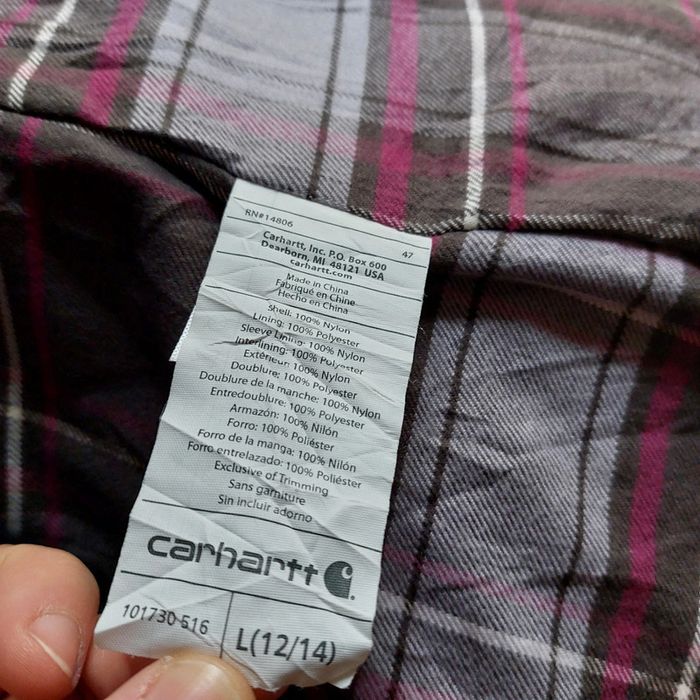 RN#14806
47
Carhartt, Inc. P.O. Box 600
Dearborn, MI 48121 USA
carhartt.com
Made in China
Fabriqué en Chine
Hecho en China
Shell: 100% Nylon
Lining: 100% Polyester
Sleeve Lining: 100% Nylon
Interlining: 100% Polyester
Extérieur: 100% Nylon
Doublure: 100% Polyester
Doublure de la manche: 100% Nylon
Entredoublure: 100% Polyester
Armazón: 100% Nilón
Forro: 100% Poliéster
Forro de la manga: 100% Nilón
Forro entrelazado: 100% Poliéster
Exclusive of Trimming
Sans garniture
Sin incluir adorno
carhartt
101730 516
L(12/14)